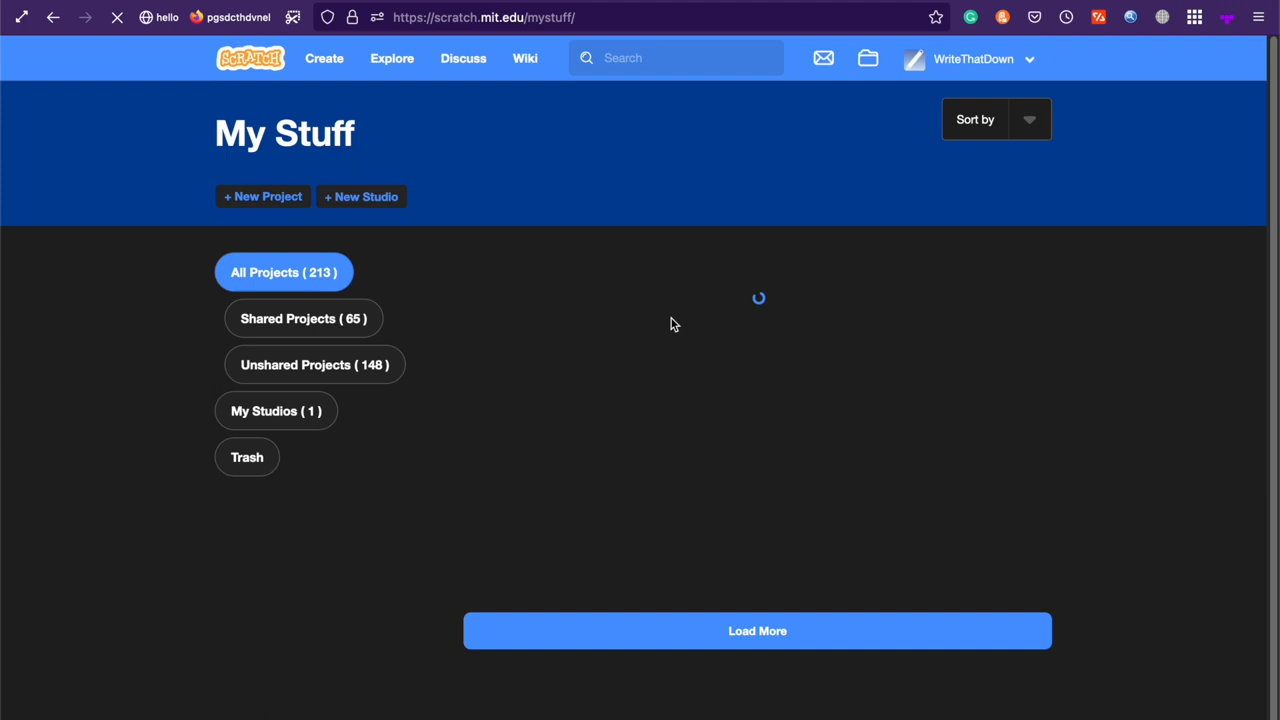 hello
pgsdcthdvnel
https://scratch.mit.edu/mystuff/
SCRATCH
Create
Explore
Discuss
Wiki
Search
WriteThatDown
My Stuff
Sort by
+ New Project
+ New Studio
All Projects ( 213 )
Shared Projects ( 65 )
Unshared Projects ( 148 )
My Studios ( 1 )
Trash
Load More